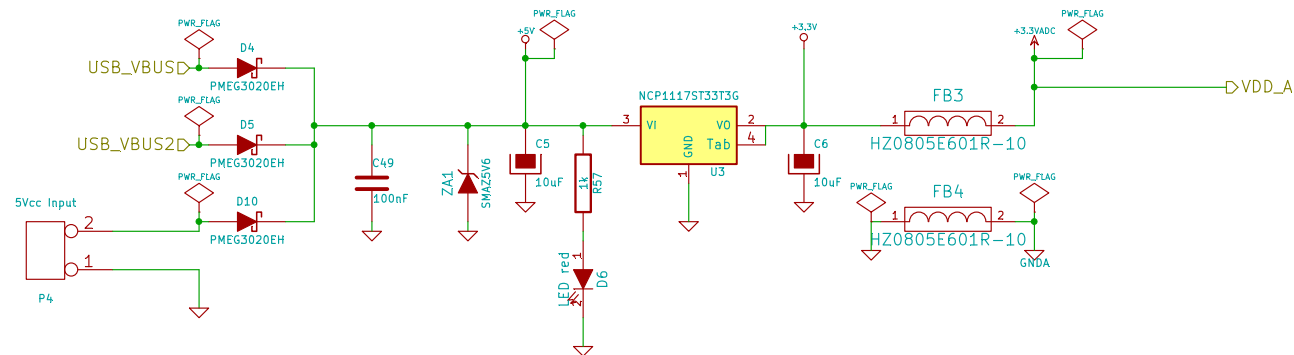 PWR_FLAG
D4
USB_VBUS
PMEG3020EH
PWR_FLAG
D5
USB_VBUS2
PMEG3020EH
PWR_FLAG
D10
PMEG3020EH
5Vcc Input
2
1
P4
C49
100nF
ZA1
SMAZ5V6
+5V
PWR_FLAG
C5
10uF
1k
R57
LED red
1
2
D6
NCP1117ST33T3G
3
VI
VO
2
Tab
4
GND
1
U3
+3.3V
C6
10uF
FB3
1
2
HZ0805E601R-10
+3.3VADC
PWR_FLAG
VDD_A
PWR_FLAG
FB4
1
2
HZ0805E601R-10
PWR_FLAG
GNDA